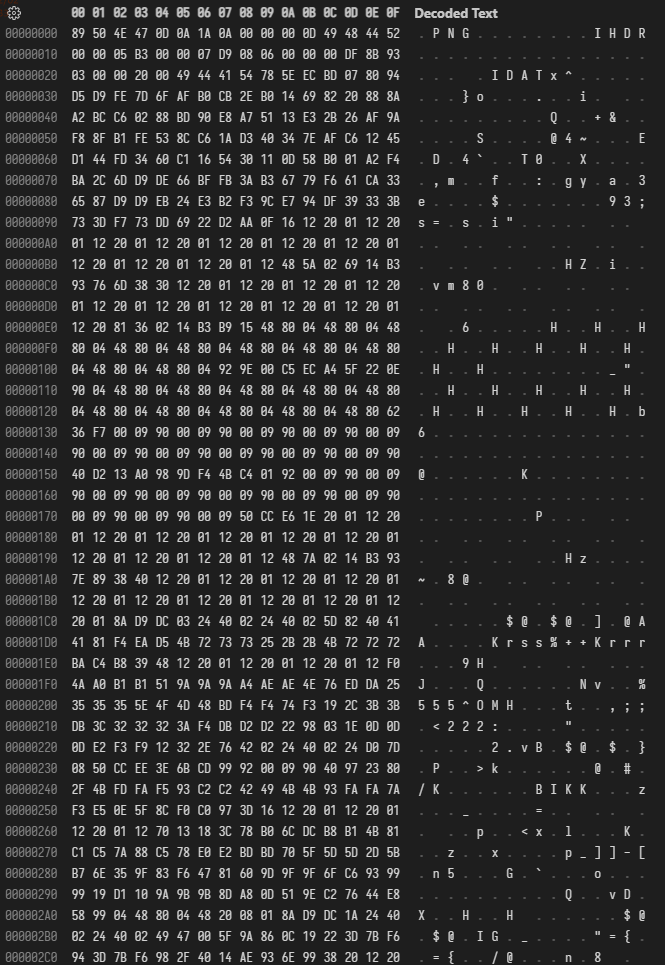 00 01 02 03 04 05 06 07 08 09 0A 0B 0C 0D 0E 0F Decoded Text
00000000 89 50 4E 47 0D 0A 1A 0A 00 00 00 0D 49 48 44 52 . P N G . . . . . . . . I H D R
00000010 00 00 05 B3 00 00 07 D9 08 06 00 00 00 DF 8B 93 . . . . . . . . . . . . . . . .
00000020 03 00 00 20 00 49 44 41 54 78 5E EC BD 07 80 94 . . .   . I D A T x ^ . . . . .
00000030 D5 D9 FE 7D 6F AF B0 CB 2E B0 14 69 82 20 88 8A . . . } o . . . . . . i .   . .
00000040 A2 BC C6 02 88 BD 90 E8 A7 51 13 E3 2B 26 AF 9A . . . . . . . . . Q . . + & . .
00000050 F8 8F B1 FE 53 8C C6 1A D3 40 34 7E AF C6 12 45 . . . . S . . . . @ 4 ~ . . . E
00000060 D1 44 FD 34 60 C1 16 54 30 11 0D 58 B0 01 A2 F4 . D . 4 ` . . T 0 . . X . . . .
00000070 BA 2C 6D D9 DE 66 BF FB 3A B3 67 79 F6 61 CA 33 . , m . . f . . : . g y . a . 3
00000080 65 87 D9 D9 EB 24 E3 B2 F3 9C E7 94 DF 39 33 3B e . . . . $ . . . . . . . 9 3 ;
00000090 73 3D F7 73 DD 69 22 D2 AA 0F 16 12 20 01 12 20 s = . s . i " . . . . .   . .
000000A0 01 12 20 01 12 20 01 12 20 01 12 20 01 12 20 01 . .   . .   . .   . .   . .   .
000000B0 12 20 01 12 20 01 12 20 01 12 48 5A 02 69 14 B3 .   . .   . .   . . H Z . i . .
000000C0 93 76 6D 38 30 12 20 01 12 20 01 12 20 01 12 20 . v m 8 0 .   . .   . .   . .
000000D0 01 12 20 01 12 20 01 12 20 01 12 20 01 12 20 01 . .   . .   . .   . .   . .   .
000000E0 12 20 81 36 02 14 B3 B9 15 48 80 04 48 80 04 48 .   . 6 . . . . . H . . H . . H
000000F0 80 04 48 80 04 48 80 04 48 80 04 48 80 04 48 80 . . H . . H . . H . . H . . H .
00000100 04 48 80 04 48 80 04 92 9E 00 C5 EC A4 5F 22 0E . H . . H . . . . . . . . _ " .
00000110 90 04 48 80 04 48 80 04 48 80 04 48 80 04 48 80 . . H . . H . . H . . H . . H .
00000120 04 48 80 04 48 80 04 48 80 04 48 80 04 48 80 62 . H . . H . . H . . H . . H . b
00000130 36 F7 00 09 90 00 09 90 00 09 90 00 09 90 00 09 6 . . . . . . . . . . . . . . .
00000140 90 00 09 90 00 09 90 00 09 90 00 09 90 00 09 90 . . . . . . . . . . . . . . . .
00000150 40 D2 13 A0 98 9D F4 4B C4 01 92 00 09 90 00 09 @ . . . . . . K . . . . . . . .
00000160 90 00 09 90 00 09 90 00 09 90 00 09 90 00 09 90 . . . . . . . . . . . . . . . .
00000170 00 09 90 00 09 90 00 09 50 CC E6 1E 20 01 12 20 . . . . . . . . P . . .   . .
00000180 01 12 20 01 12 20 01 12 20 01 12 20 01 12 20 01 . .   . .   . .   . .   . .   .
00000190 12 20 01 12 20 01 12 20 01 12 48 7A 02 14 B3 93 .   . .   . .   . . H z . . . .
000001A0 7E 89 38 40 12 20 01 12 20 01 12 20 01 12 20 01 ~ . 8 @ .   . .   . .   . .   .
000001B0 12 20 01 12 20 01 12 20 01 12 20 01 12 20 01 12 .   . .   . .   . .   . .   . .
000001C0 20 01 8A D9 DC 03 24 40 02 24 40 02 5D 82 40 41   . . . . . $ @ . $ @ . ] . @ A
000001D0 41 81 F4 EA D5 4B 72 73 73 25 2B 2B 4B 72 72 72 A . . . . K r s s % + + K r r r
000001E0 BA C4 B8 39 48 12 20 01 12 20 01 12 20 01 12 F0 . . . 9 H .   . .   . .   . . .
000001F0 4A A0 B1 B1 51 9A 9A 9A A4 AE AE 4E 76 ED DA 25 J . . . Q . . . . . . N v . . %
00000200 35 35 35 5E 4F 4D 48 BD F4 F4 74 F3 19 2C 3B 3B 5 5 5 ^ O M H . . . t . . , ; ;
00000210 DB 3C 32 32 32 3A F4 DB D2 D2 22 98 03 1E 0D 0D . < 2 2 2 : . . . . " . . . . .
00000220 0D E2 F3 F9 12 32 2E 76 42 02 24 40 02 24 D0 7D . . . . . 2 . v B . $ @ . $ . }
00000230 08 50 CC EE 3E 6B CD 99 92 00 09 90 40 97 23 80 . P . . > k . . . . . . @ . # .
00000240 2F 4B FD FA F5 93 C2 C2 42 49 4B 4B 93 FA FA 7A / K . . . . . . B I K K . . . z
00000250 F3 E5 0E 5F 8C F0 C0 97 3D 16 12 20 01 12 20 01 . . . _ . . . . = . .   . .   .
00000260 12 20 01 12 70 13 18 3C 78 B0 6C DC B8 B1 4B 81 .   . . p . . < x . l . . . K .
00000270 C1 C5 7A 88 C5 78 E0 E2 BD BD 70 5F 5D 5D 2D 5B . . z . . x . . . . p _ ] ] - [
00000280 B7 6E 35 9F 83 F6 47 81 60 9D 9F 9F 6F C6 93 99 . n 5 . . . G . ` . . . o . . .
00000290 99 19 D1 10 9A 9B 9B 8D A8 0D 51 9E C2 76 44 E8 . . . . . . . . . . Q . . v D .
000002A0 58 99 04 48 80 04 48 20 08 01 8A D9 DC 1A 24 40 X . . H . . H   . . . . . . $ @
000002B0 02 24 40 02 49 47 00 5F 9A 86 0C 19 22 3D 7B F6 . $ @ . I G . _ . . . . " = { .
000002C0 94 3D 7B F6 98 2F 40 14 AE 93 6E 99 38 20 12 20 . = { . . / @ . . . n . 8   .